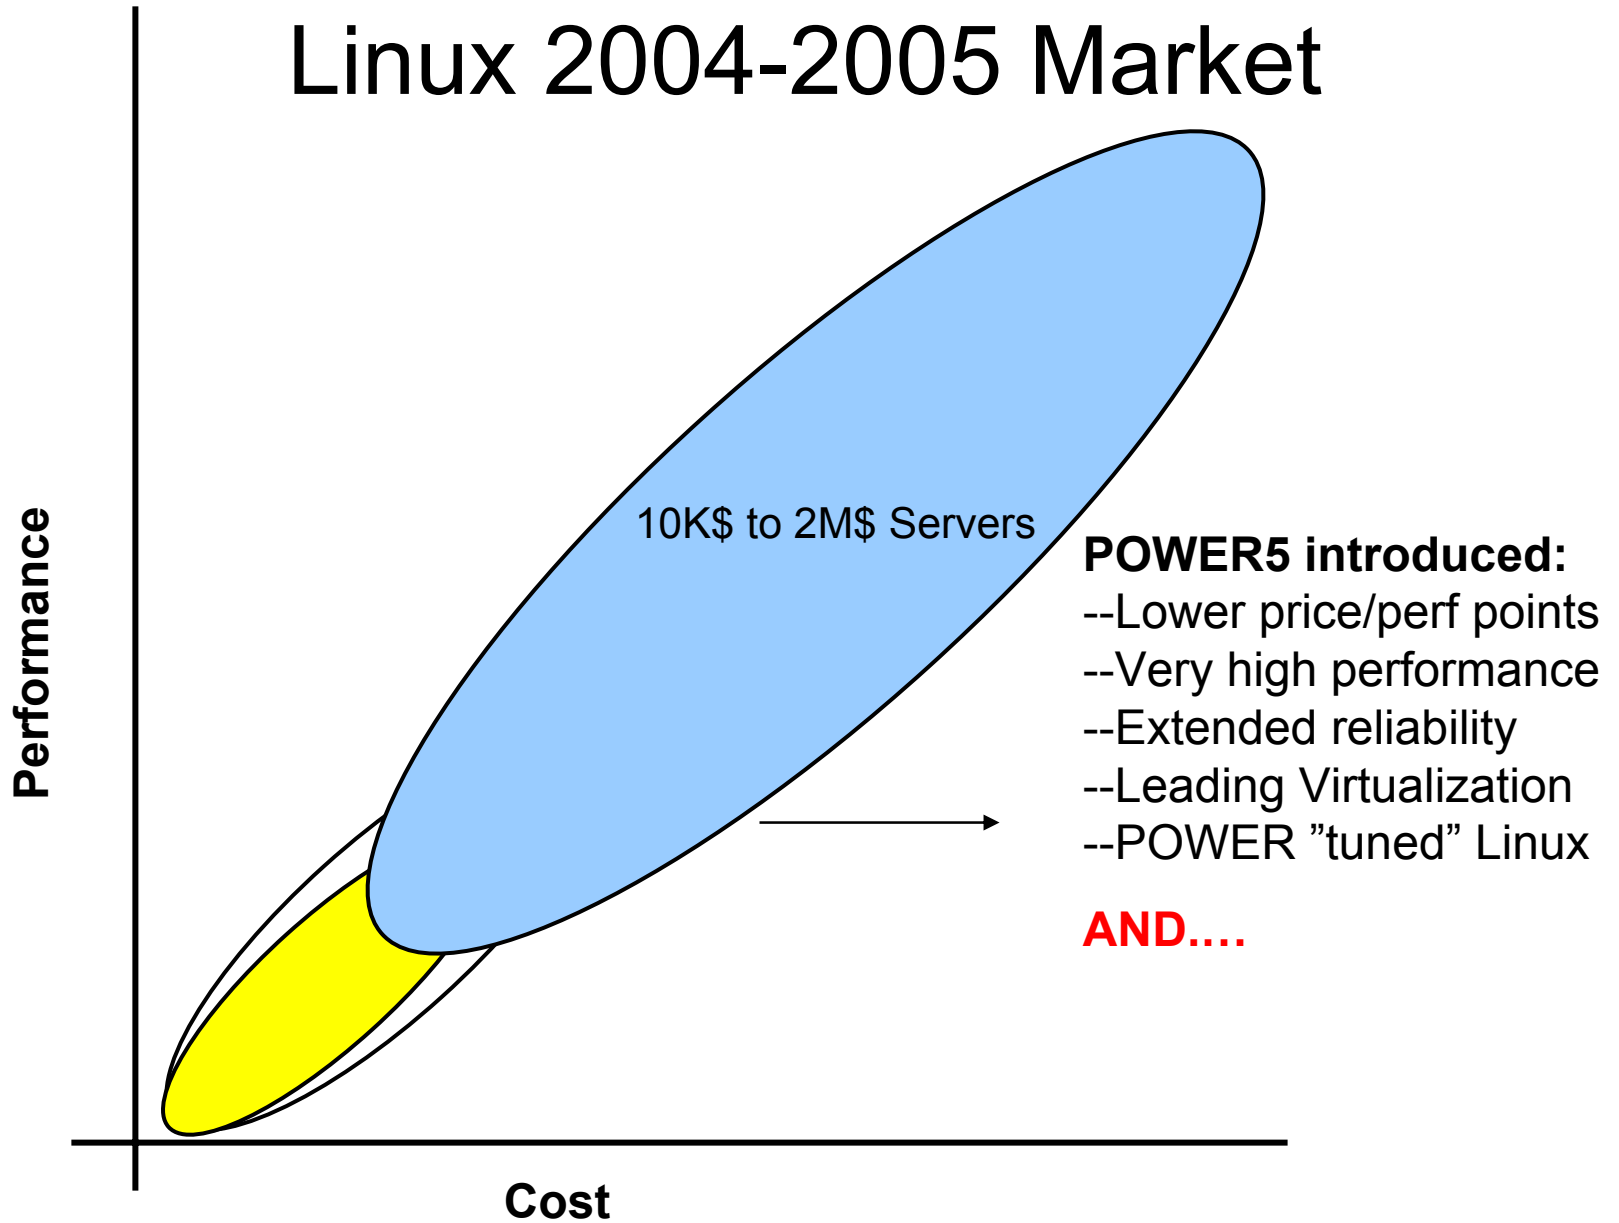 Linux 2004-2005 Market
Performance
10K$ to 2M$ Servers
POWER5 introduced:
--Lower price/perf points
--Very high performance
--Extended reliability
--Leading Virtualization
--POWER ”tuned” Linux
AND....
Cost